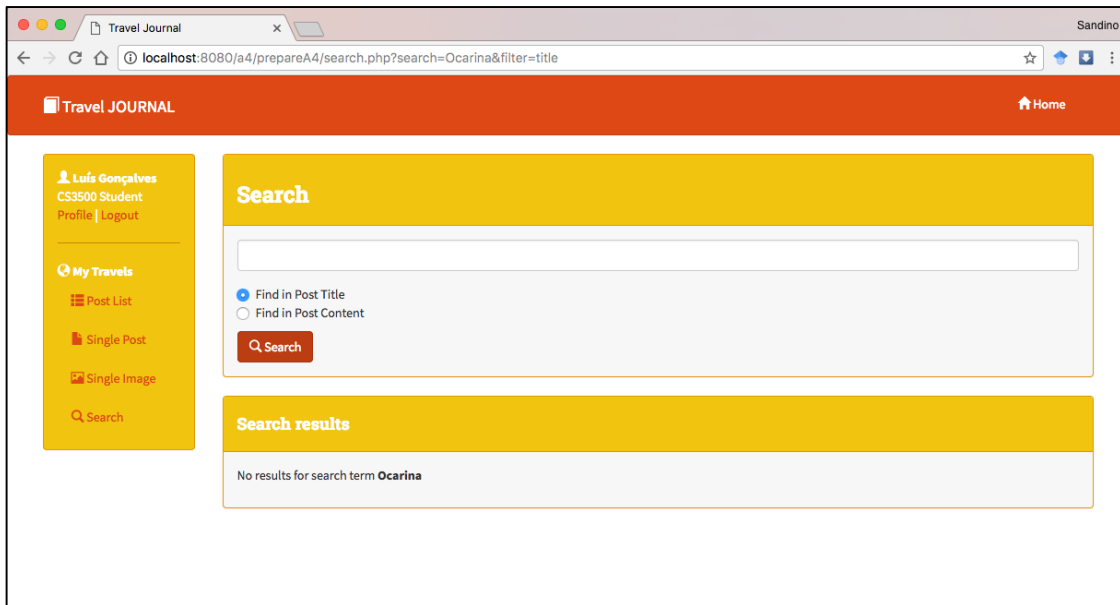 Travel Journal
Sandino
localhost:8080/a4/prepareA4/search.php?search=Ocarina&filter=title
Travel JOURNAL
Home
Luís Gonçalves
CS3500 Student
Profile | Logout
My Travels
Post List
Single Post
Single Image
Search
Search
Find in Post Title
Find in Post Content
Search
Search results
No results for search term Ocarina